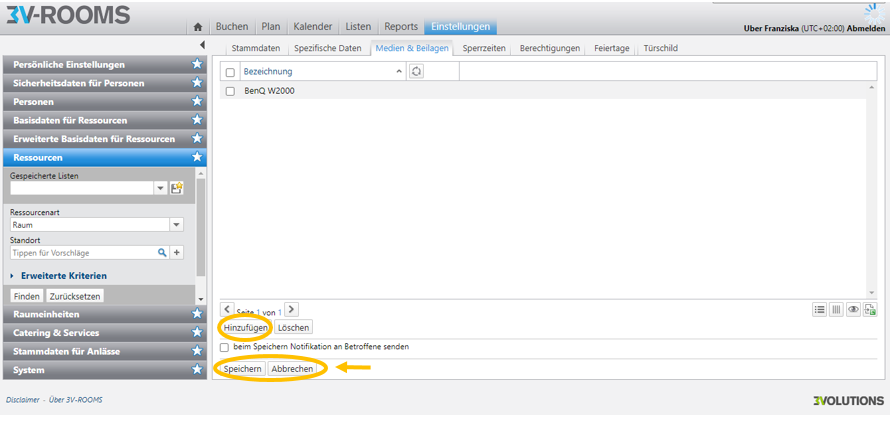 3V-ROOMS
Buchen Plan Kalender Listen Reports Einstellungen
Uber Franziska (UTC+02:00) Abmelden
Stammdaten Spezifische Daten Medien & Beilagen Sperrzeiten Berechtigungen Feiertage Türschild
Persönliche Einstellungen
Sicherheitsdaten für Personen
Personen
Basisdaten für Ressourcen
Erweiterte Basisdaten für Ressourcen
Ressourcen
Gespeicherte Listen
Ressourcenart
Raum
Standort
Tippen für Vorschläge
Erweiterte Kriterien
Finden Zurücksetzen
Raumeinheiten
Catering & Services
Stammdaten für Anlässe
System
Bezeichnung
BenQ W2000
Seite 1 von 1
Hinzufügen Löschen
beim Speichern Notifikation an Betroffene senden
Speichern Abbrechen
Disclaimer - Über 3V-ROOMS
3VOLUTIONS